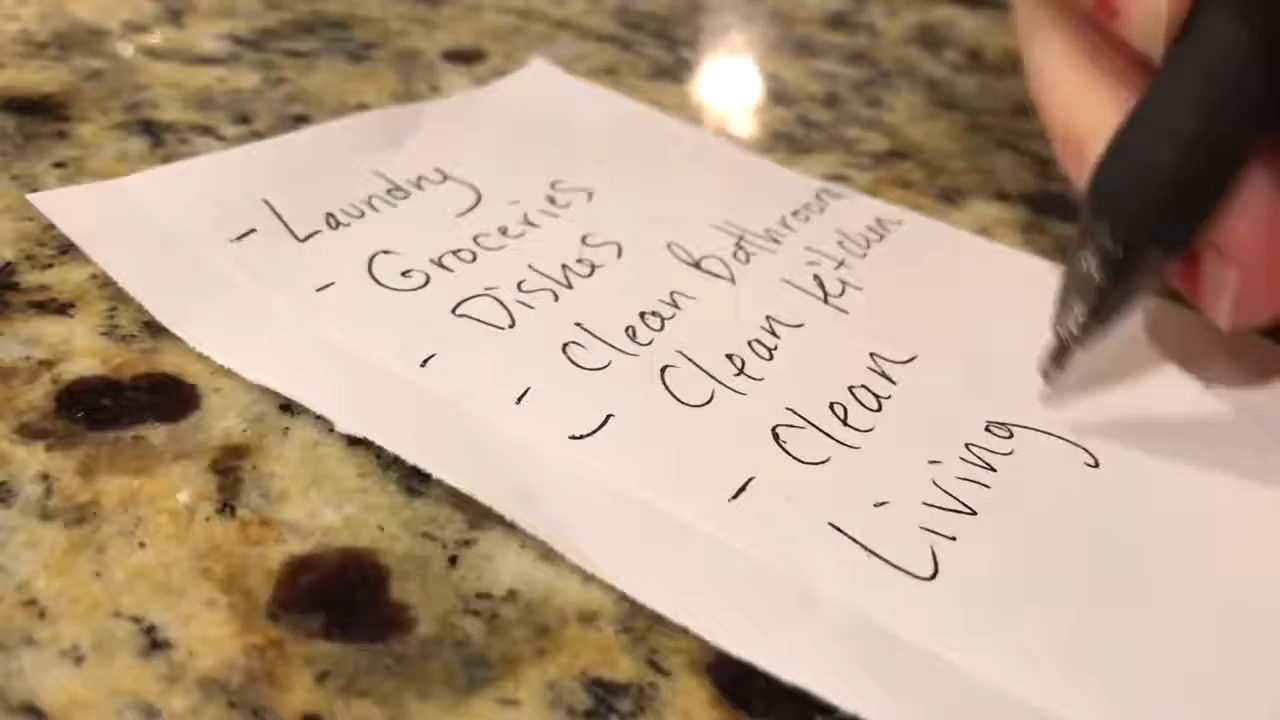 - Laundry
- Groceries
- Dishes
- Clean Bathroom
- Clean Kitchen
- Clean
Living